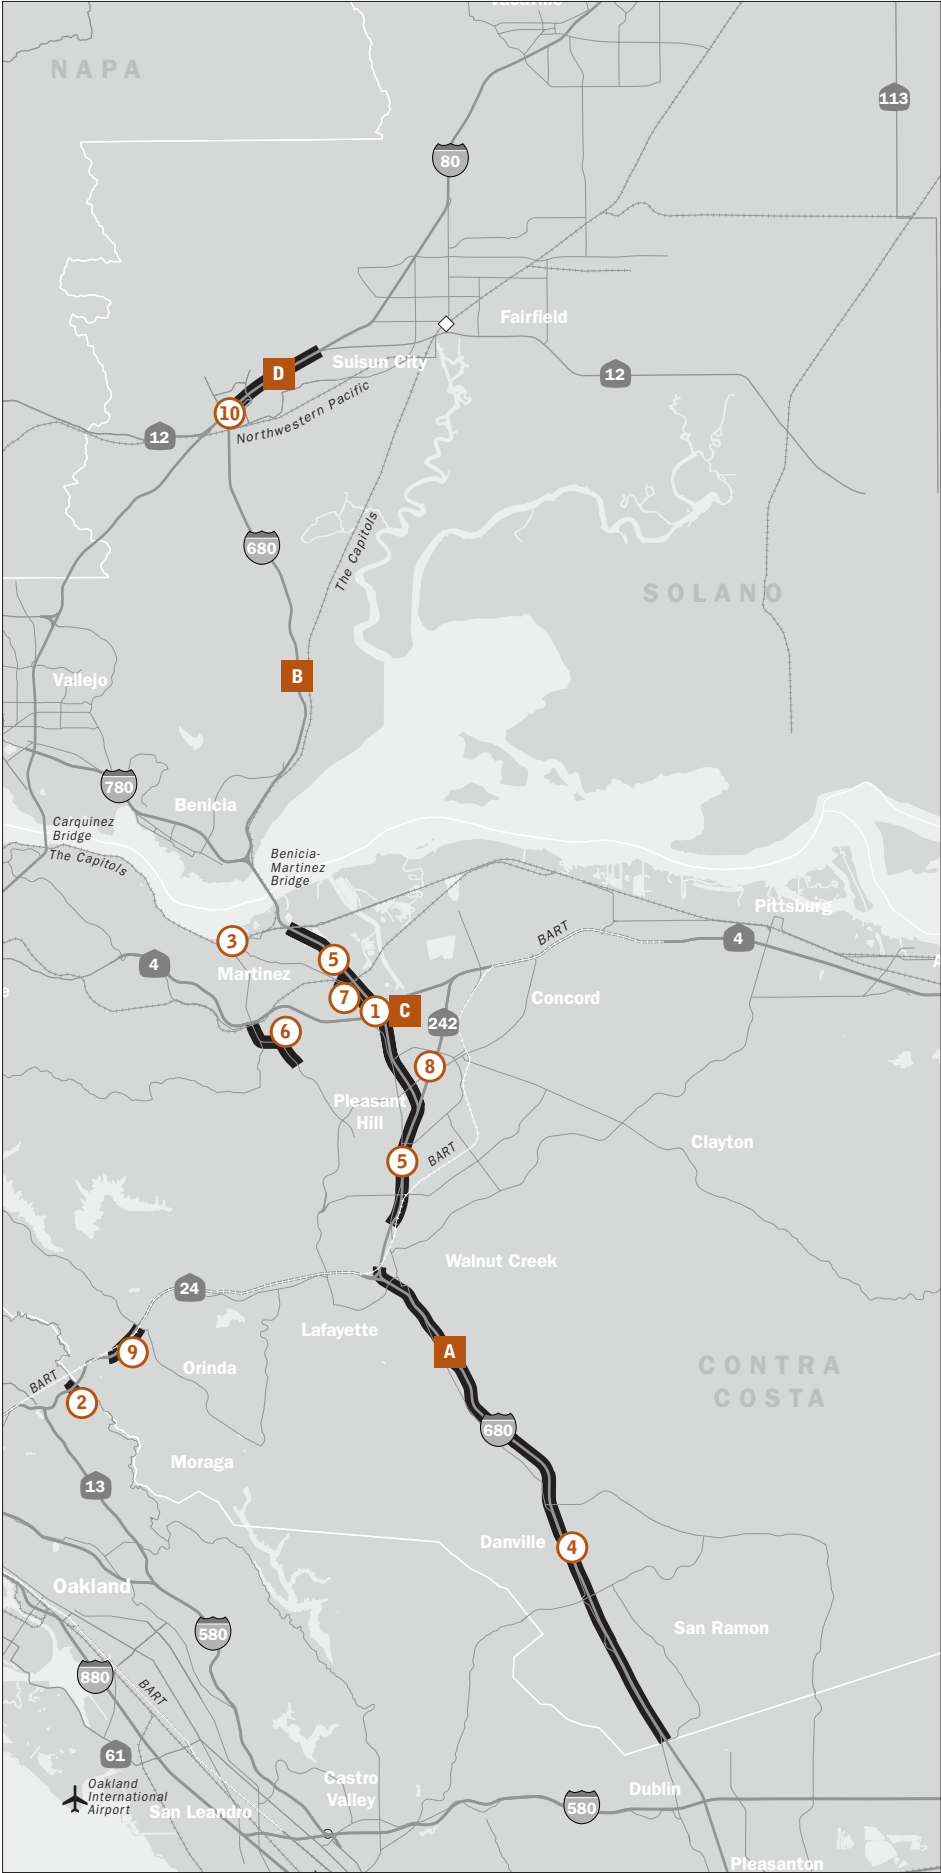 Vacaville
NAPA
113
80
Fairfield
12
D
Suisun City
10
Northwestern Pacific
12
The Capitols
680
SOLANO
B
Vallejo
780
Benicia
Carquinez
Bridge
The Capitols
Benicia-
Martinez
Bridge
Pittsburg
3
BART
4
5
4
Martinez
7
Concord
1
C
242
6
8
Pleasant
Hill
Clayton
5
BART
Walnut Creek
24
Lafayette
9
A
Orinda
CONTRA
COSTA
BART
2
680
Moraga
13
Danville
4
Oakland
San Ramon
580
880
BART
61
Oakland
International
Airport
San Leandro
Castro
Valley
Dublin
580
Pleasanton